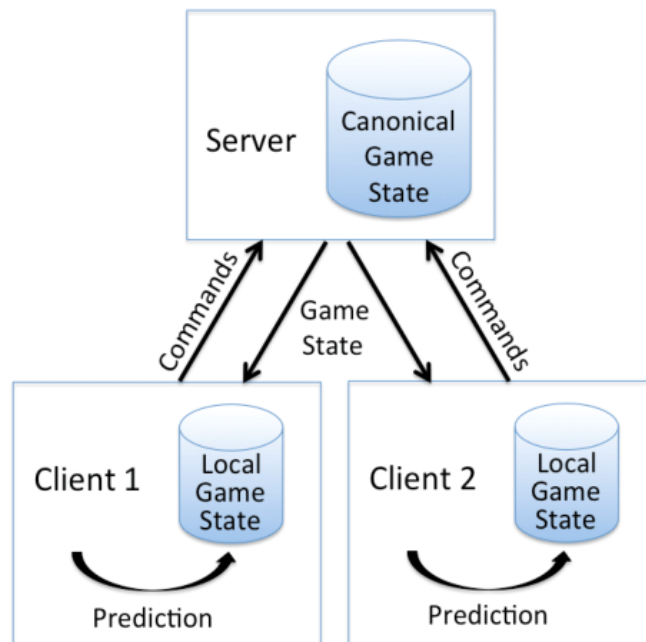 Server
Canonical
Game
State
Commands
Game
State
Commands
Client 1
Local
Game
State
Prediction
Client 2
Local
Game
State
Prediction